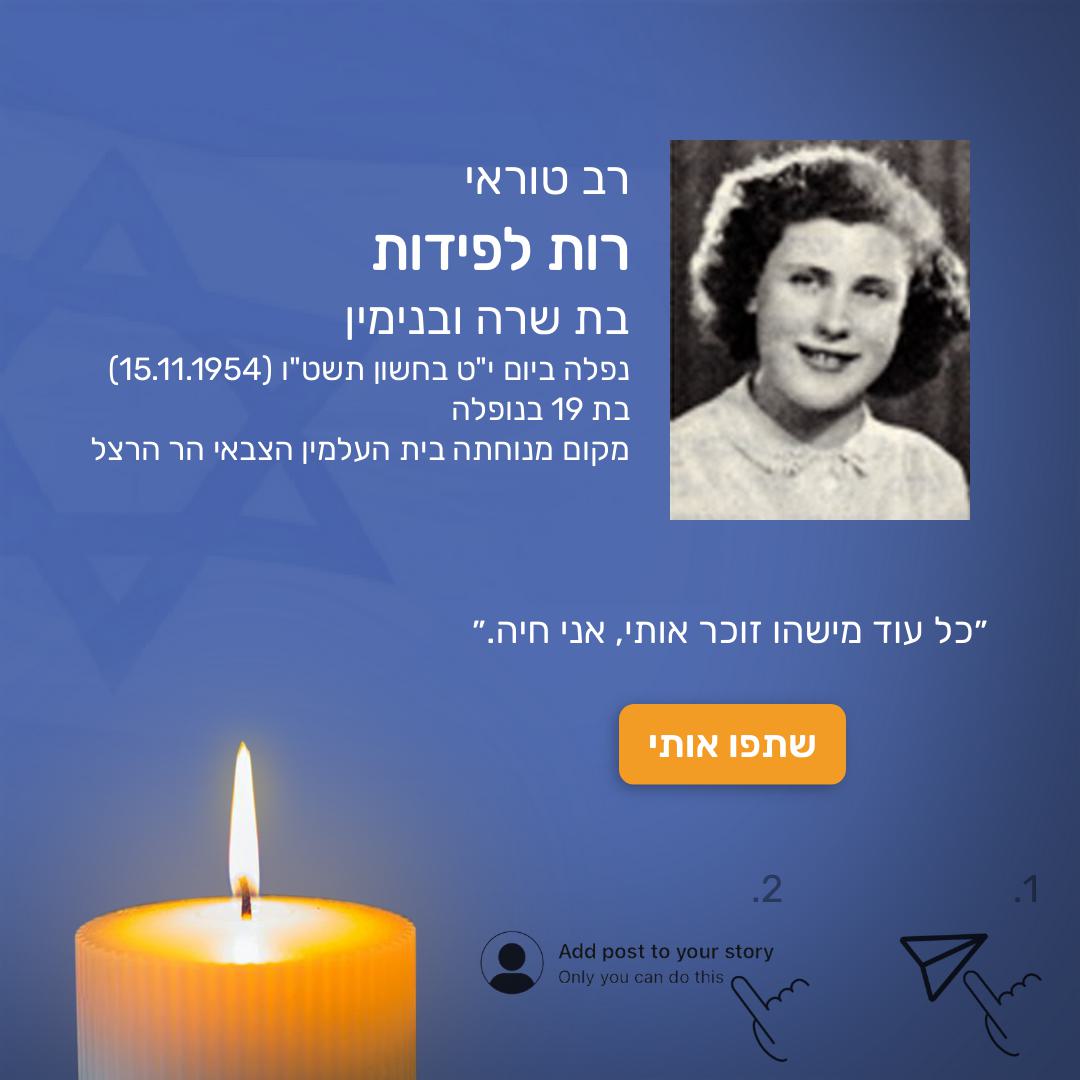 רב טוראי
רות לפידות
בת שרה ובנימין
נפלה ביום י"ט בחשון תשט"ו (15.11.1954)
בת 19 בנופלה
מקום מנוחתה בית העלמין הצבאי הר הרצל
״כל עוד מישהו זוכר אותי, אני חיה.״
שתפו אותי
.1
.2
Add post to your story
Only you can do this